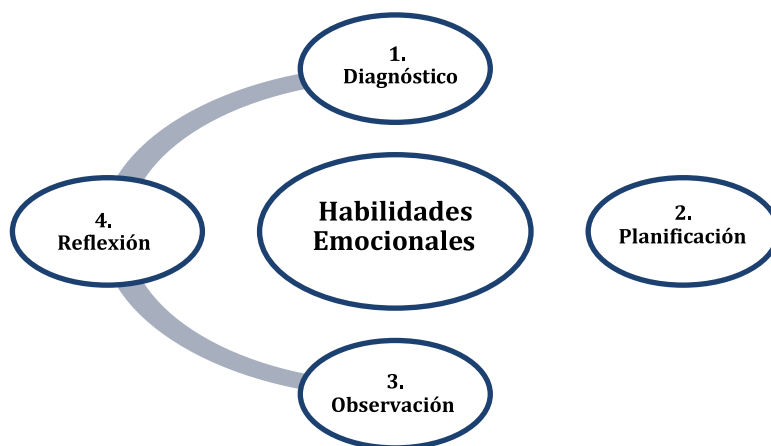 1.
Diagnóstico
Habilidades
Emocionales
2.
Planificación
3.
Observación
4.
Reflexión